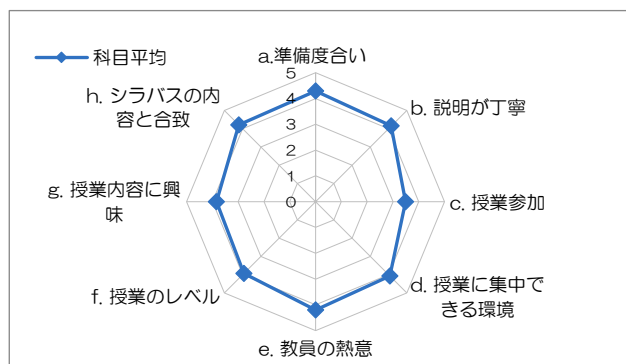 科目平均
a.準備度合い
5
4
3
2
1
0
b. 説明が丁寧
c. 授業参加
d. 授業に集中で
きる環境
e. 教員の熱意
f. 授業のレベル
g. 授業内容に興
味
h. シラバスの内
容と合致